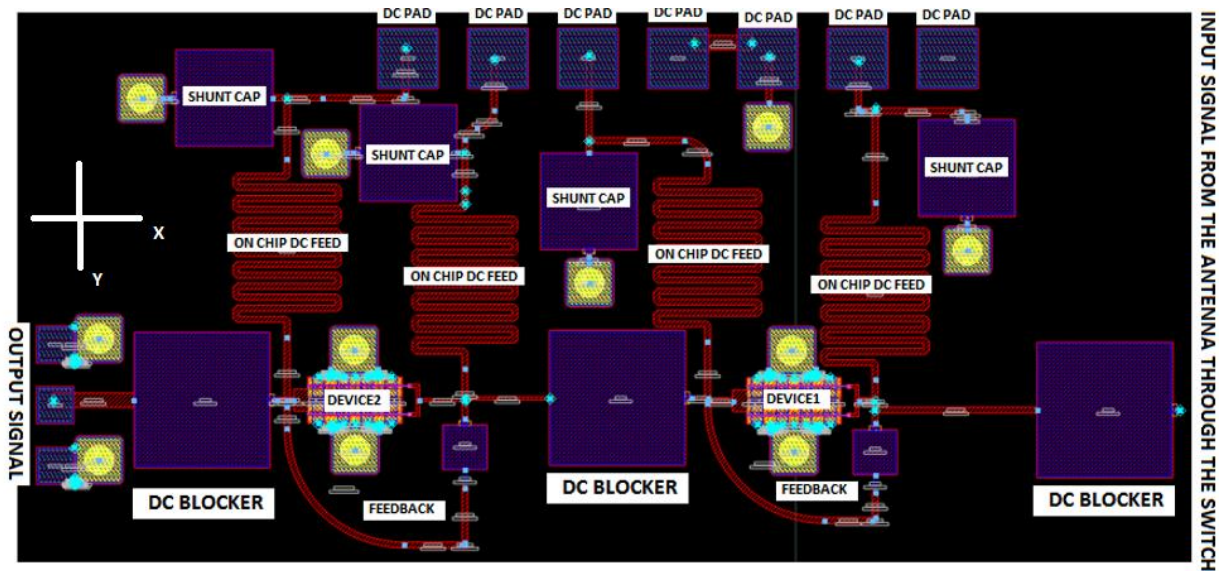 DC PAD
DC PAD
DC PAD
DC PAD
DC PAD
DC PAD
DC PAD
SHUNT CAP
SHUNT CAP
SHUNT CAP
SHUNT CAP
X
Y
ON CHIP DC FEED
ON CHIP DC FEED
ON CHIP DC FEED
ON CHIP DC FEED
OUTPUT SIGNAL
DEVICE2
DEVICE1
DC BLOCKER
FEEDBACK
DC BLOCKER
FEEDBACK
DC BLOCKER
INPUT SIGNAL FROM THE ANTENNA THROUGH THE SWITCH